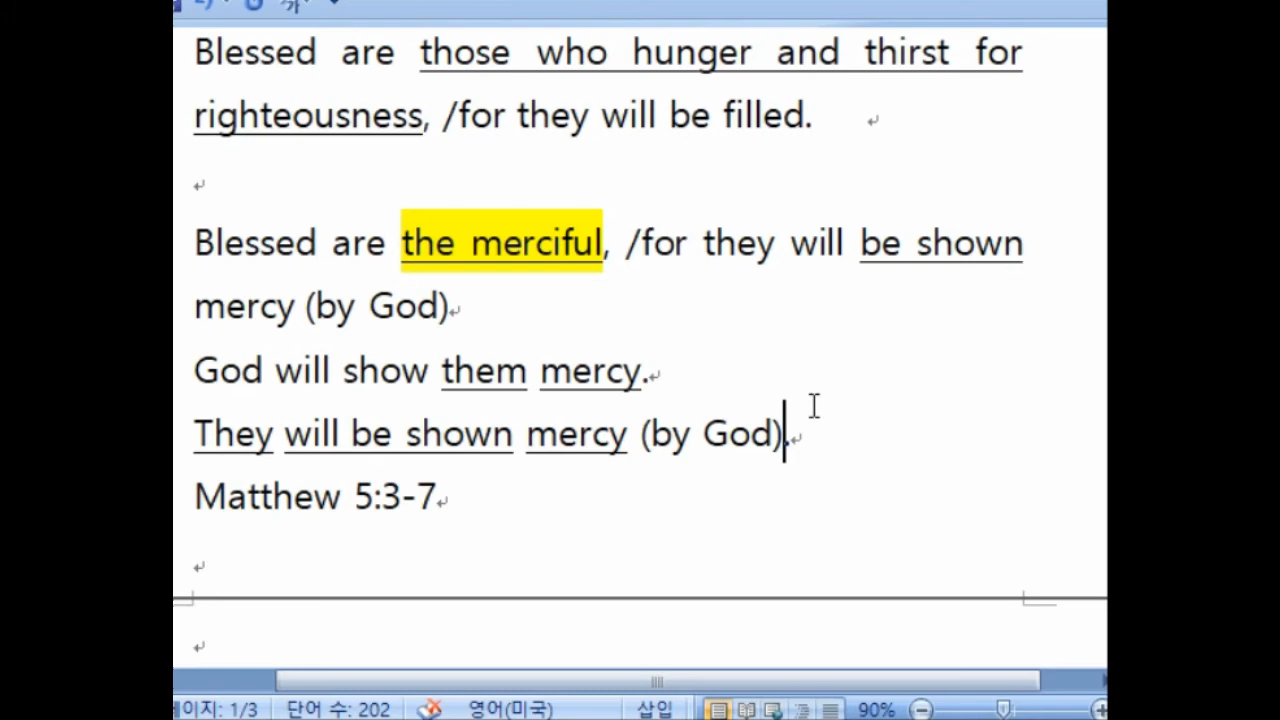 Blessed are those who hunger and thirst for
righteousness, /for they will be filled.
Blessed are the merciful, /for they will be shown
mercy (by God)
God will show them mercy.
They will be shown mercy (by God).
Matthew 5:3-7
페이지: 1/3 단어 수: 202 영어(미국) 삽입 90%